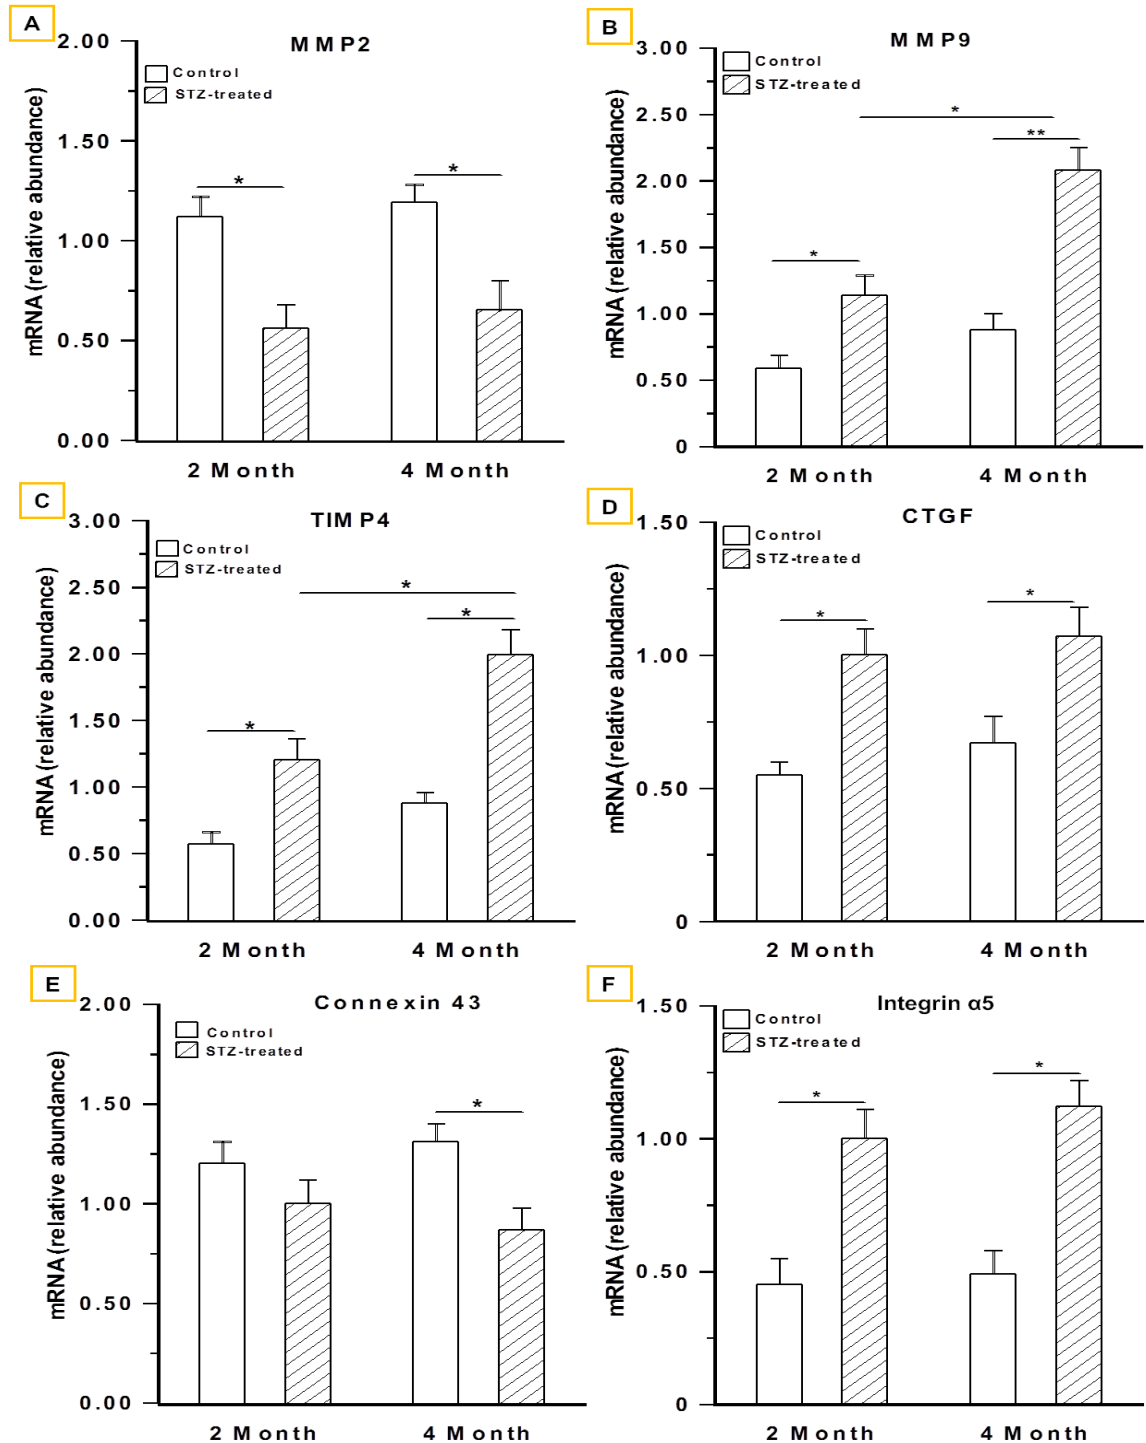 A
MMP2
2.00
1.50
1.00
0.50
0.00
mRNA (relative abundance)
Control
STZ-treated
*
*
2 Month
4 Month
B
MMP9
3.00
2.50
2.00
1.50
1.00
0.50
0
mRNA (relative abundance)
Control
STZ-treated
*
**
*
2 Month
4 Month
C
TIMP4
3.00
2.50
2.00
1.50
1.00
0.50
0.00
mRNA (relative abundance)
Control
STZ-treated
*
*
*
2 Month
4 Month
D
CTGF
1.50
1.00
0.50
0
mRNA (relative abundance)
Control
STZ-treated
*
*
2 Month
4 Month
E
Connexin 43
2.00
1.50
1.00
0.50
0.00
mRNA (relative abundance)
Control
STZ-treated
*
2 Month
4 Month
F
Integrin α5
1.50
1.00
0.50
0
mRNA (relative abundance)
Control
STZ-treated
*
*
2 Month
4 Month